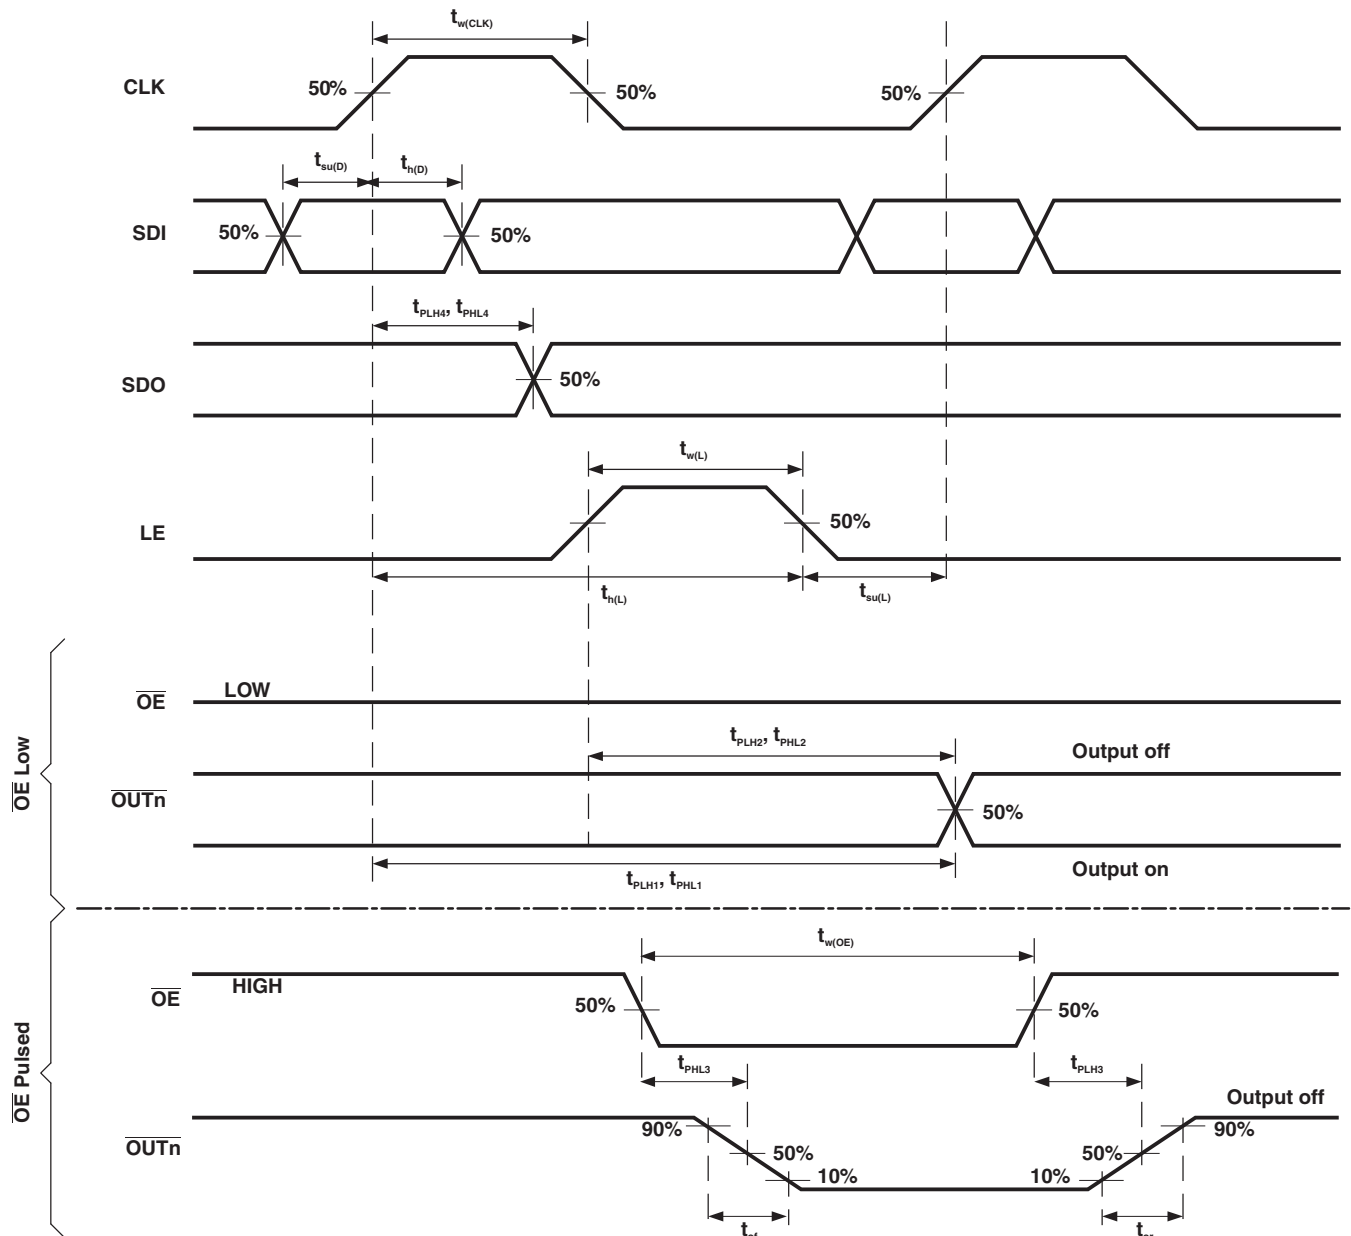 tw(CLK)
CLK 50% 50% 50%
tsu(D) th(D)
SDI 50% 50%
tPLH4, tPHL4
SDO 50%
tw(L)
LE 50%
th(L) tsu(L)
OE LOW
tPLH2, tPHL2 Output off
OE Low
OUTn 50%
tPLH1, tPHL1 Output on
tw(OE)
OE HIGH
50% 50%
OE Pulsed
tPHL3 tPLH3
Output off
OUTn 90% 50% 10% 10% 50% 90%